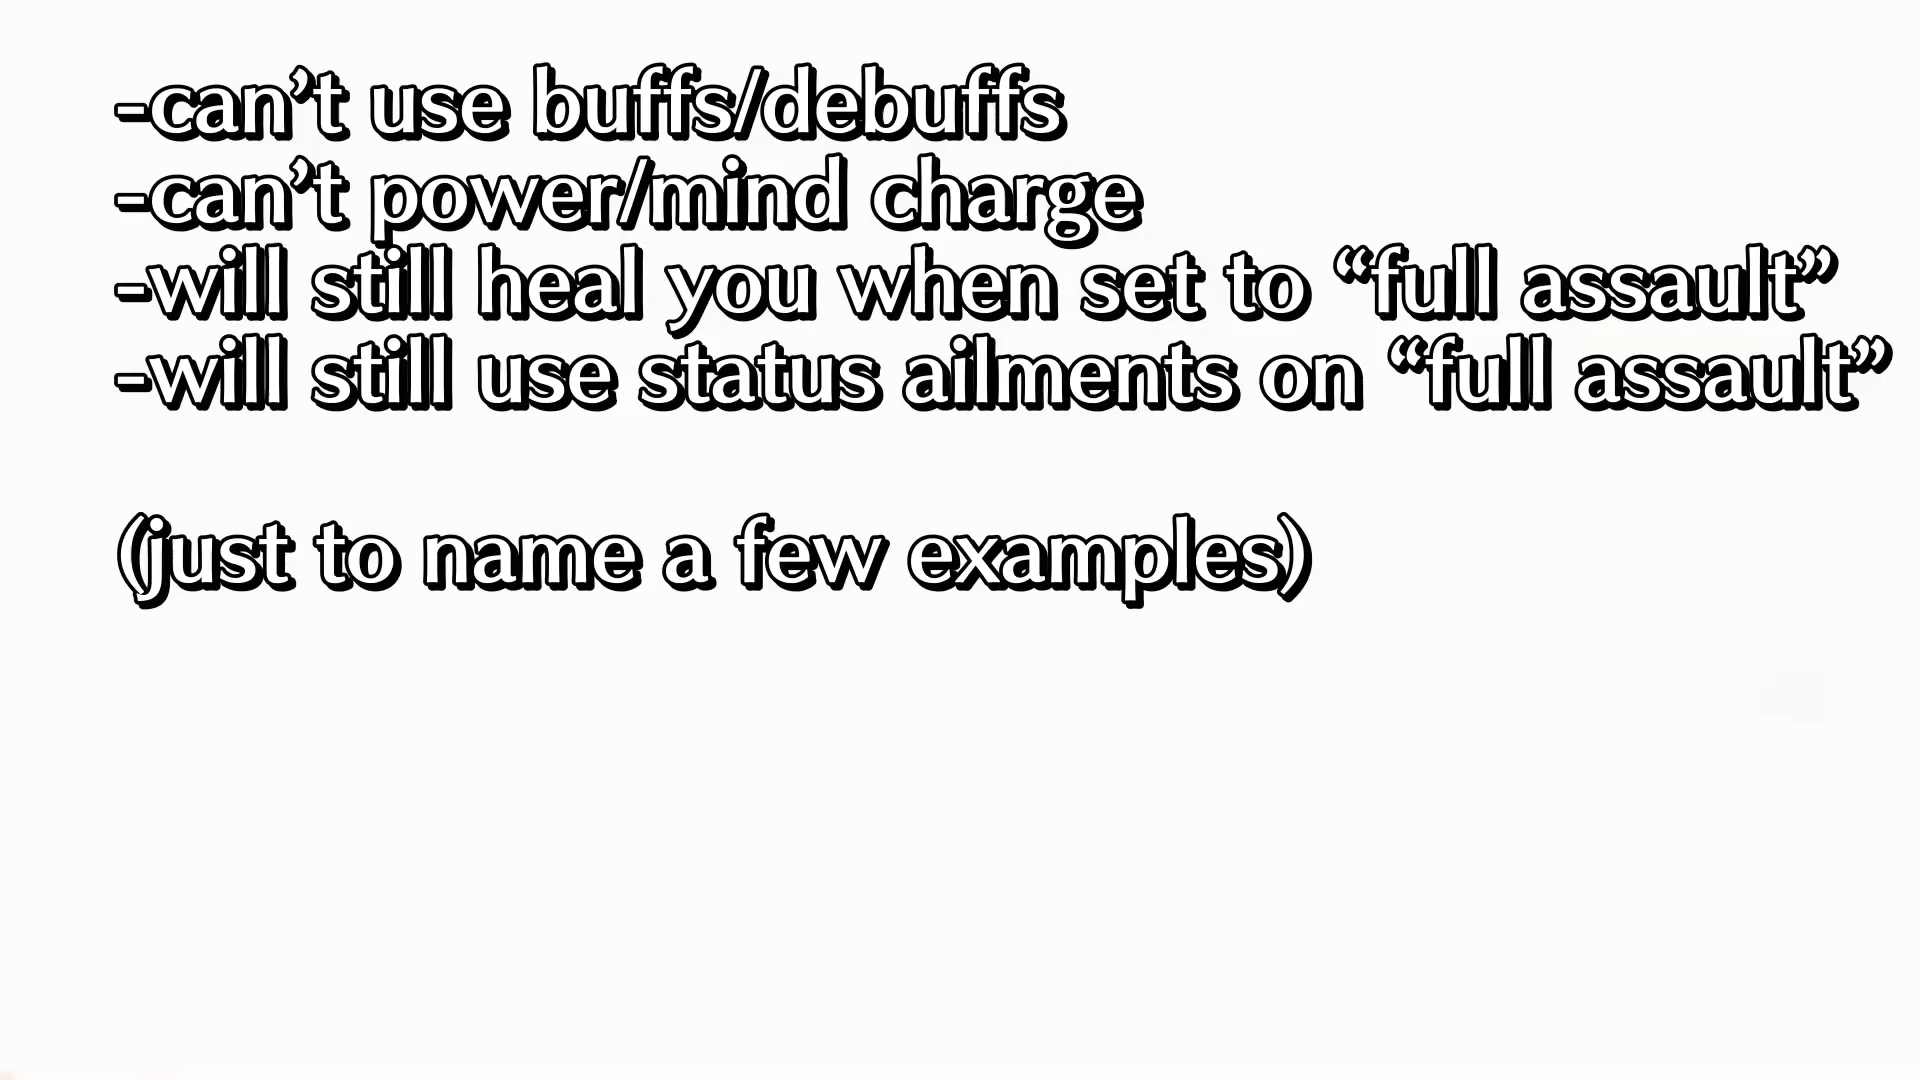 -can’t use buffs/debuffs
-can’t power/mind charge
-will still heal you when set to “full assault”
-will still use status ailments on “full assault”
(just to name a few examples)